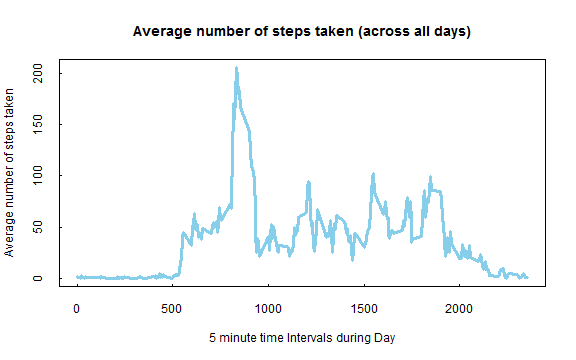 Average number of steps taken (across all days)
Average number of steps taken
200
150
100
50
0
0 500 1000 1500 2000
5 minute time Intervals during Day